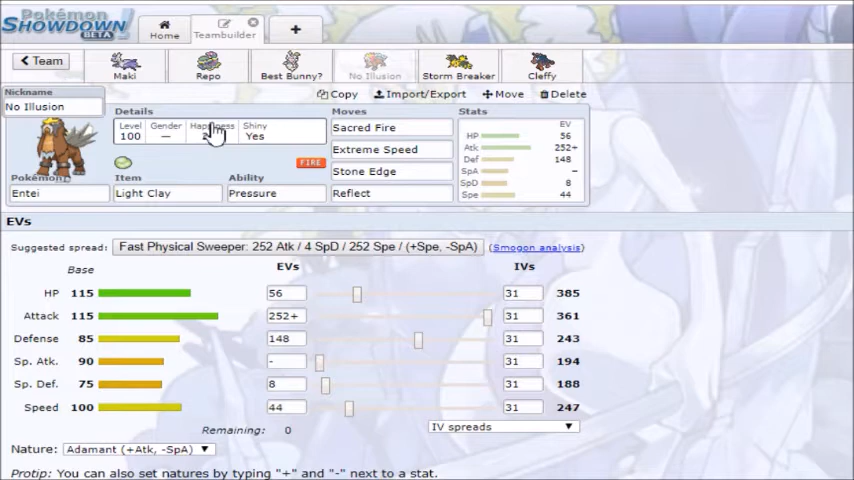 Pokémon
SHOWDOWN!
BETA
Home
Teambuilder
+
Team
Maki
Repo
Best Bunny?
No Illusion
Storm Breaker
Cleffy
Copy
Import/Export
Move
Delete
Nickname
No Illusion
Details
Level
Gender
Shiny
100
—
Yes
FIRE
Pokémon
Entei
Item
Light Clay
Ability
Pressure
Moves
Sacred Fire
Extreme Speed
Stone Edge
Reflect
Stats
EV
HP 56
Atk 252+
Def 148
SpA –
SpD 8
Spe 44
EVs
Suggested spread: Fast Physical Sweeper: 252 Atk / 4 SpD / 252 Spe / (+Spe, -SpA) (Smogon analysis)
Base EVs IVs
HP 115 56 31 385
Attack 115 252+ 31 361
Defense 85 148 31 243
Sp. Atk. 90 - 31 194
Sp. Def. 75 8 31 188
Speed 100 44 31 247
Remaining: 0
IV spreads
Nature: Adamant (+Atk, -SpA)
Protip: You can also set natures by typing "+" and "-" next to a stat.